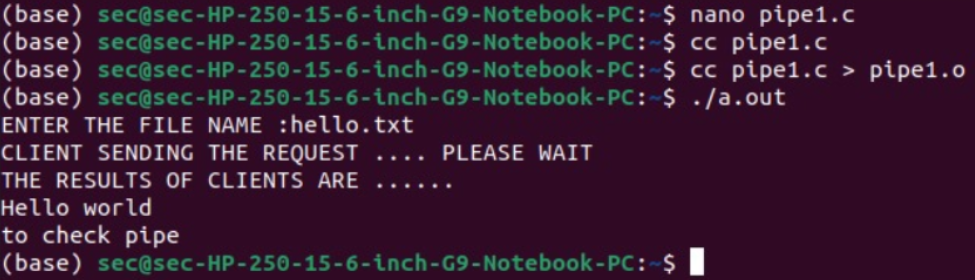 (base) sec@sec-HP-250-15-6-inch-G9-Notebook-PC:~$ nano pipe1.c
(base) sec@sec-HP-250-15-6-inch-G9-Notebook-PC:~$ cc pipe1.c
(base) sec@sec-HP-250-15-6-inch-G9-Notebook-PC:~$ cc pipe1.c > pipe1.o
(base) sec@sec-HP-250-15-6-inch-G9-Notebook-PC:~$ ./a.out
ENTER THE FILE NAME :hello.txt
CLIENT SENDING THE REQUEST .... PLEASE WAIT
THE RESULTS OF CLIENTS ARE ......
Hello world
to check pipe
(base) sec@sec-HP-250-15-6-inch-G9-Notebook-PC:~$